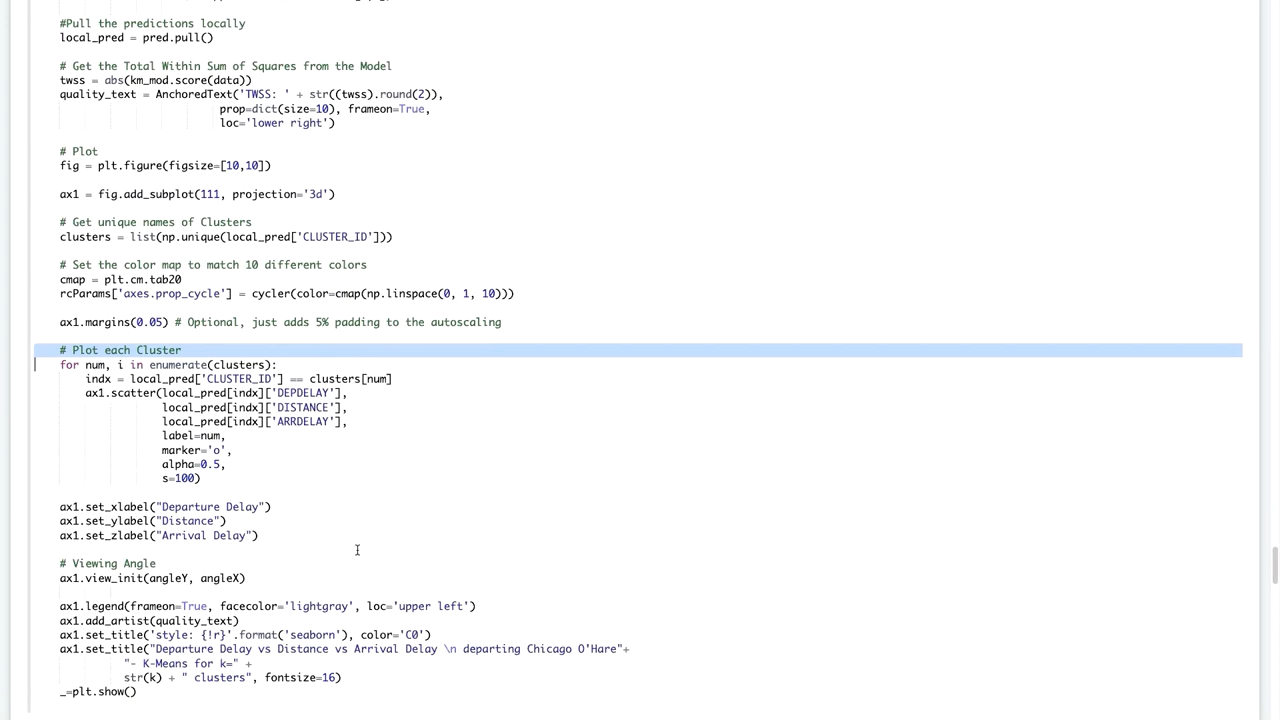 #Pull the predictions locally
local_pred = pred.pull()
# Get the Total Within Sum of Squares from the Model
twss = abs(km_mod.score(data))
quality_text = AnchoredText('TWSS: ' + str((twss).round(2)),
prop=dict(size=10), frameon=True,
loc='lower right')
# Plot
fig = plt.figure(figsize=[10,10])
ax1 = fig.add_subplot(111, projection='3d')
# Get unique names of Clusters
clusters = list(np.unique(local_pred['CLUSTER_ID']))
# Set the color map to match 10 different colors
cmap = plt.cm.tab20
rcParams['axes.prop_cycle'] = cycler(color=cmap(np.linspace(0, 1, 10)))
ax1.margins(0.05) # Optional, just adds 5% padding to the autoscaling
# Plot each Cluster
for num, i in enumerate(clusters):
indx = local_pred['CLUSTER_ID'] == clusters[num]
ax1.scatter(local_pred[indx]['DEPDELAY'],
local_pred[indx]['DISTANCE'],
local_pred[indx]['ARRDELAY'],
label=num,
marker='o',
alpha=0.5,
s=100)
ax1.set_xlabel("Departure Delay")
ax1.set_ylabel("Distance")
ax1.set_zlabel("Arrival Delay")
# Viewing Angle
ax1.view_init(angleY, angleX)
ax1.legend(frameon=True, facecolor='lightgray', loc='upper left')
ax1.add_artist(quality_text)
ax1.set_title('style: {!r}'.format('seaborn'), color='C0')
ax1.set_title("Departure Delay vs Distance vs Arrival Delay \n departing Chicago O'Hare"+
"- K-Means for k=" +
str(k) + " clusters", fontsize=16)
_=plt.show()